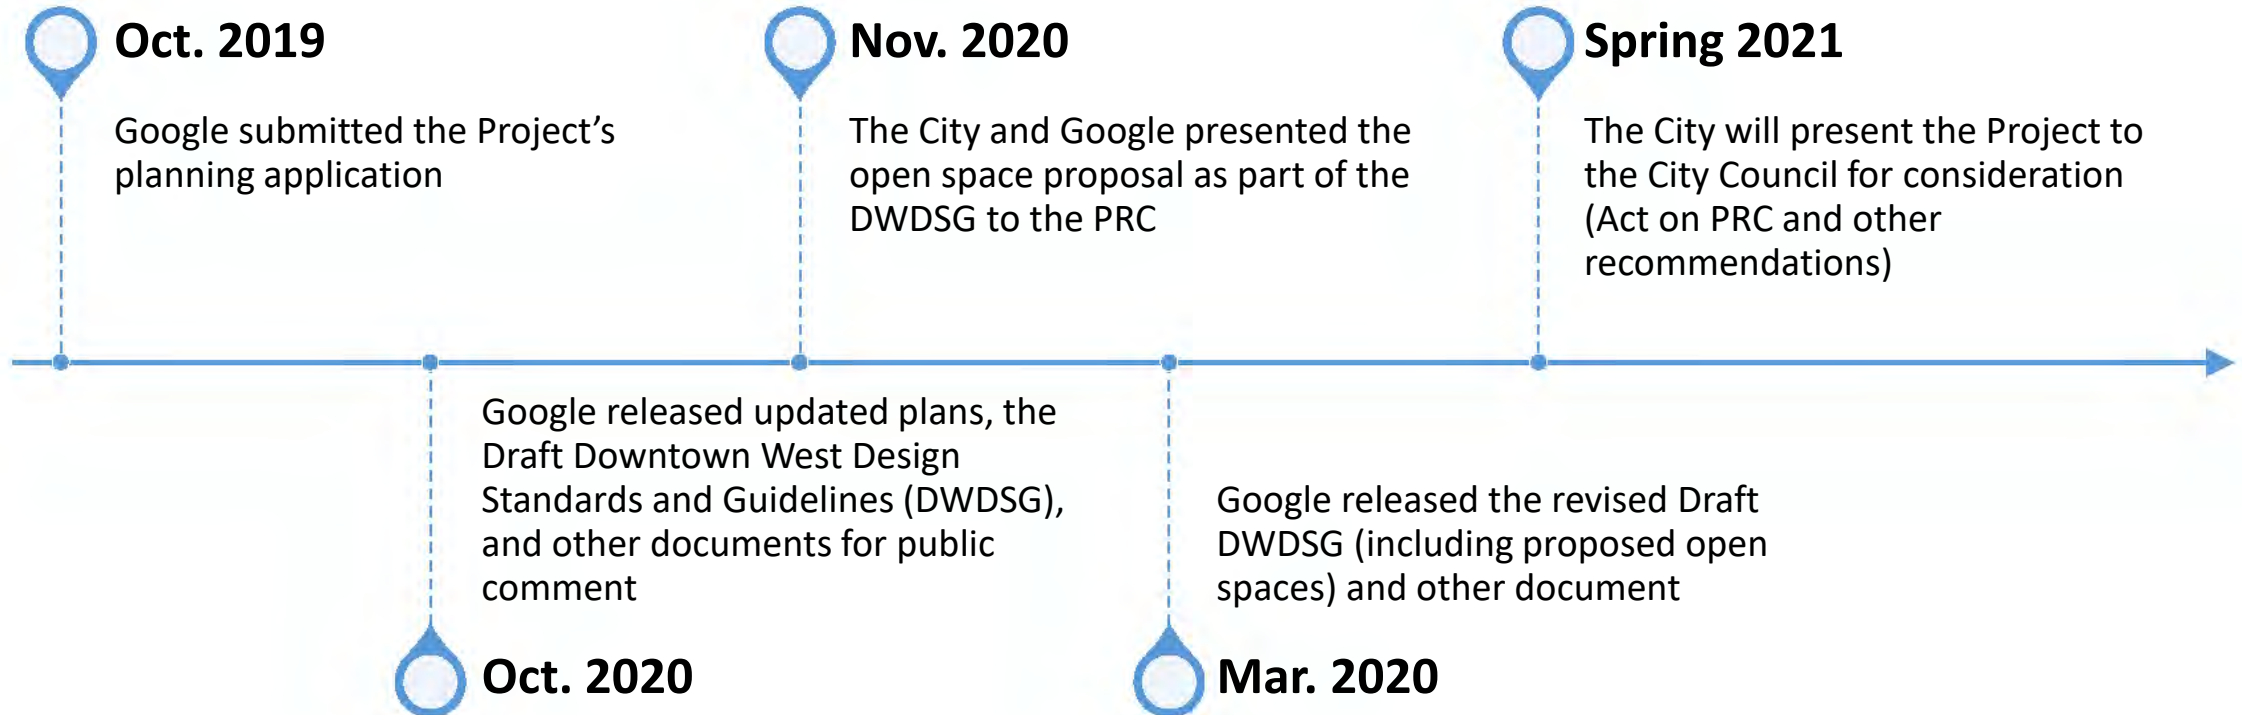 Oct. 2019
Google submitted the Project’s
planning application
Nov. 2020
The City and Google presented the
open space proposal as part of the
DWDSG to the PRC
Spring 2021
The City will present the Project to
the City Council for consideration
(Act on PRC and other
recommendations)
Google released updated plans, the
Draft Downtown West Design
Standards and Guidelines (DWDSG),
and other documents for public
comment
Oct. 2020
Google released the revised Draft
DWDSG (including proposed open
spaces) and other document
Mar. 2020